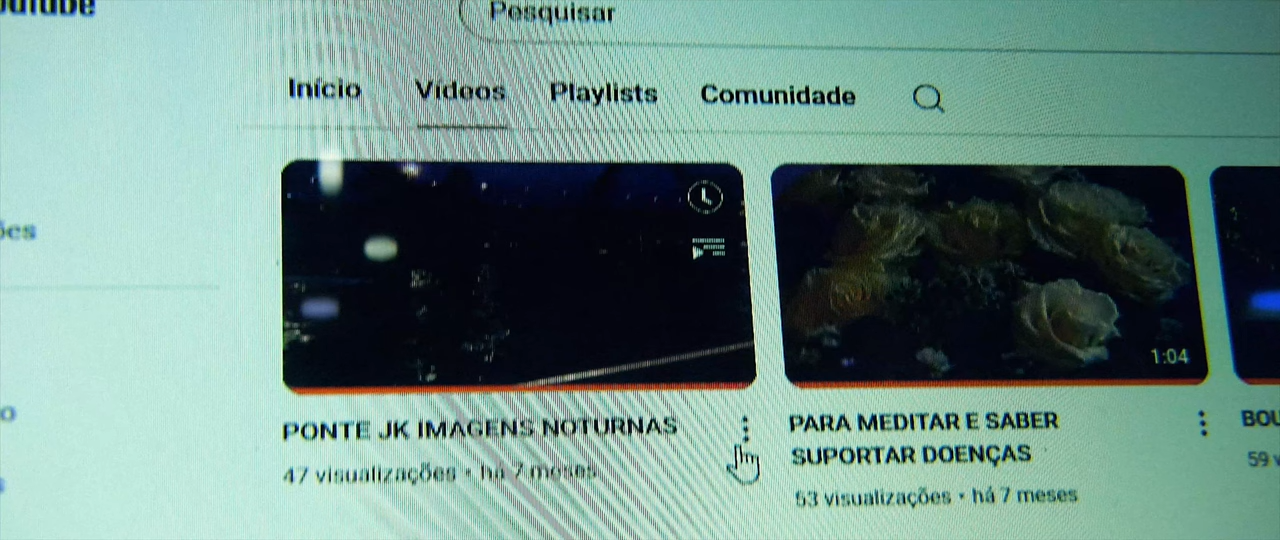 Pesquisar
Início Vídeos Playlists Comunidade
1:04
PONTE JK IMAGENS NOTURNAS
47 visualizações • há 7 meses
PARA MEDITAR E SABER
SUPORTAR DOENÇAS
53 visualizações • há 7 meses
59